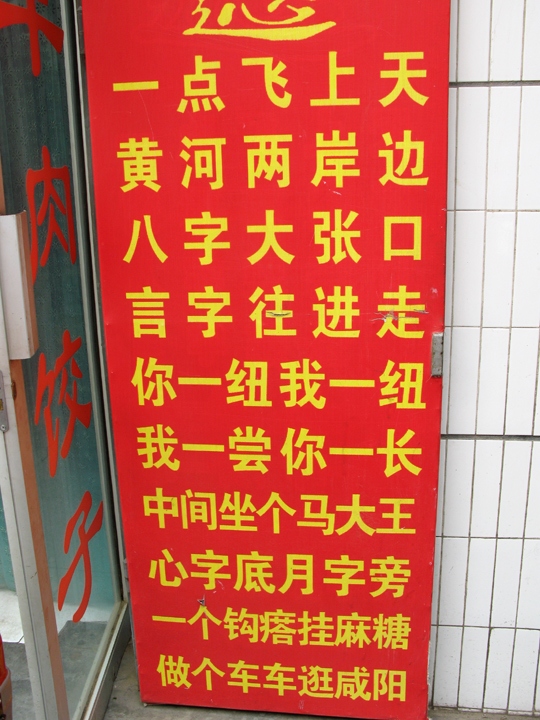 一点飞上天
黄河两岸边
八字大张口
言字往进走
你一纽我一纽
我一尝你一长
中间坐个马大王
心字底月字旁
一个钩瘩挂麻糖
做个车车逛咸阳
肉饺子